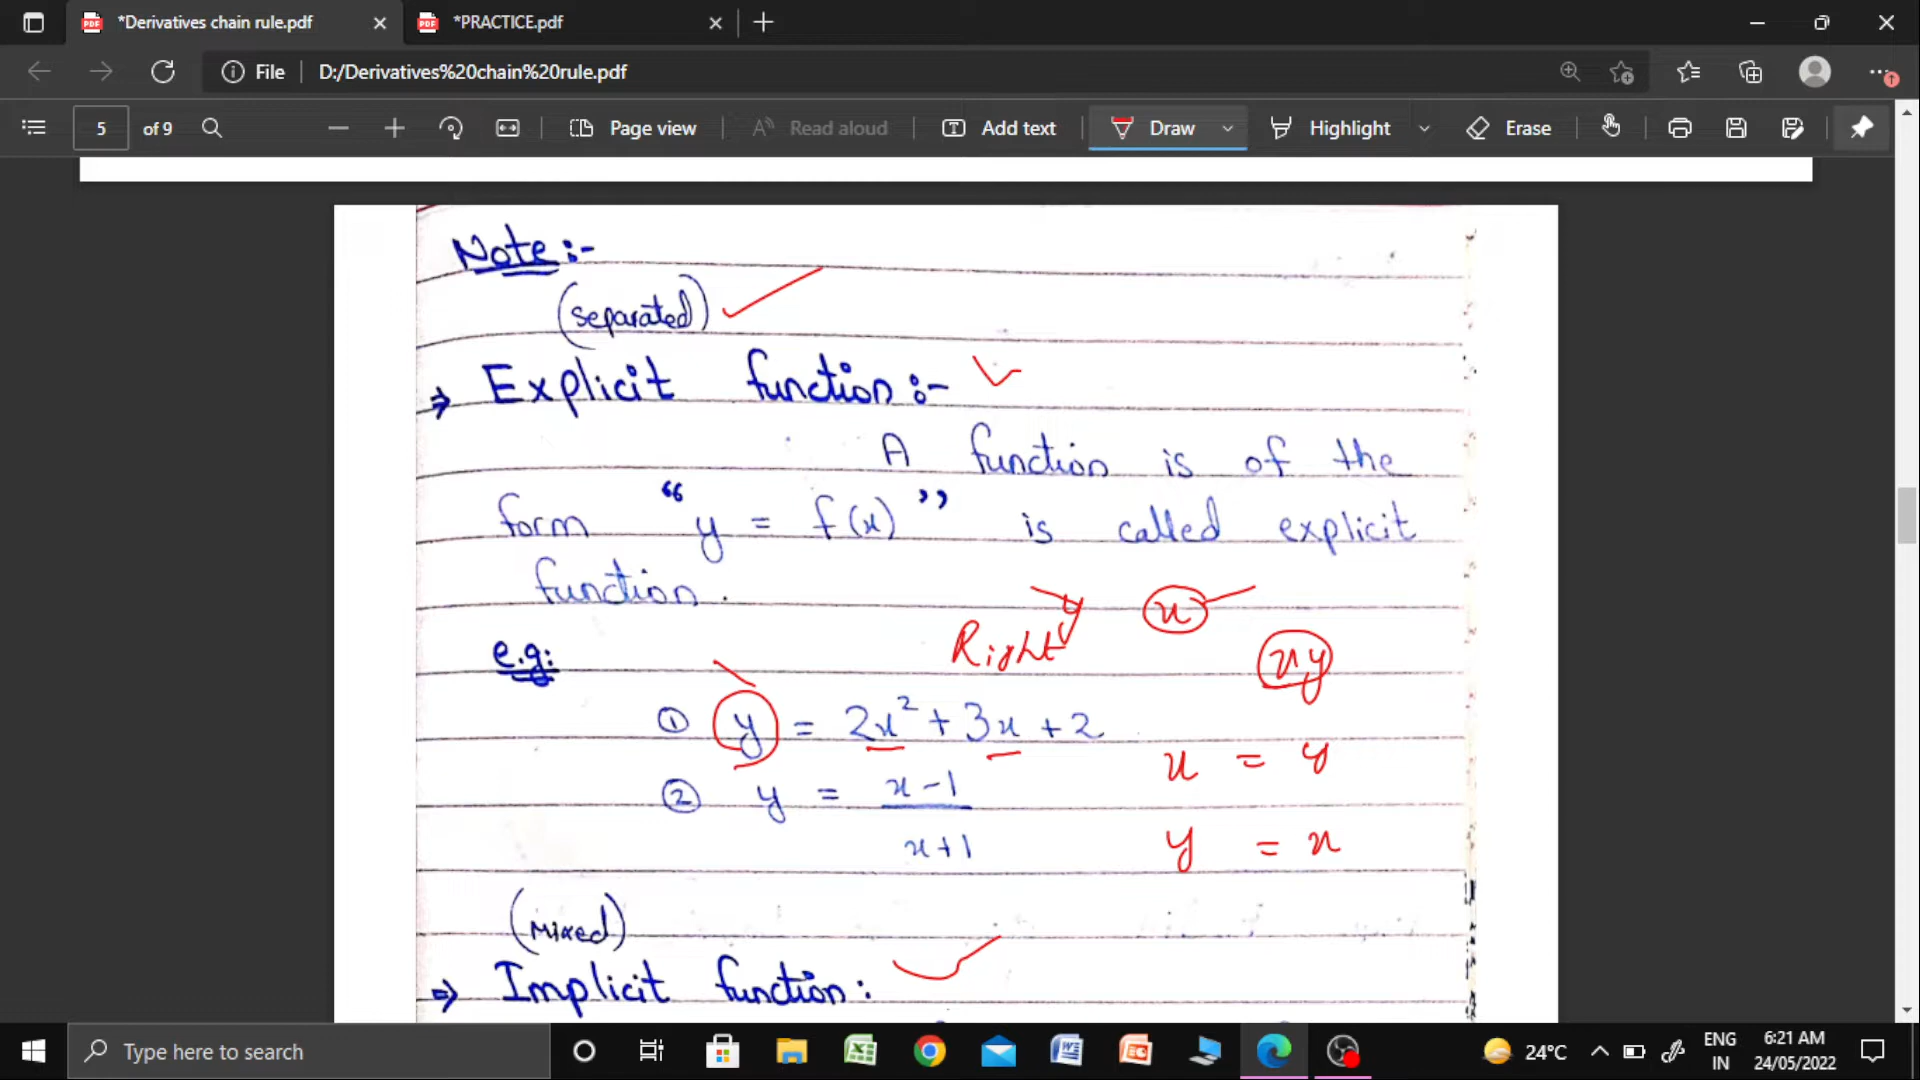 *Derivatives chain rule.pdf
*PRACTICE.pdf
File
D:/Derivatives%20chain%20rule.pdf
5 of 9
Page view
Read aloud
Add text
Draw
Highlight
Erase
Note:-
(separated)
⇒ Explicit function:-
A function is of the
form "y = f(x)" is called explicit
function.
y x
Right
xy
e.g:
① y = 2x² + 3x + 2
x = y
② y = x-1
x+1
y = x
(Mixed)
⇒ Implicit function:
Type here to search
24°C
ENG
IN
6:21 AM
24/05/2022